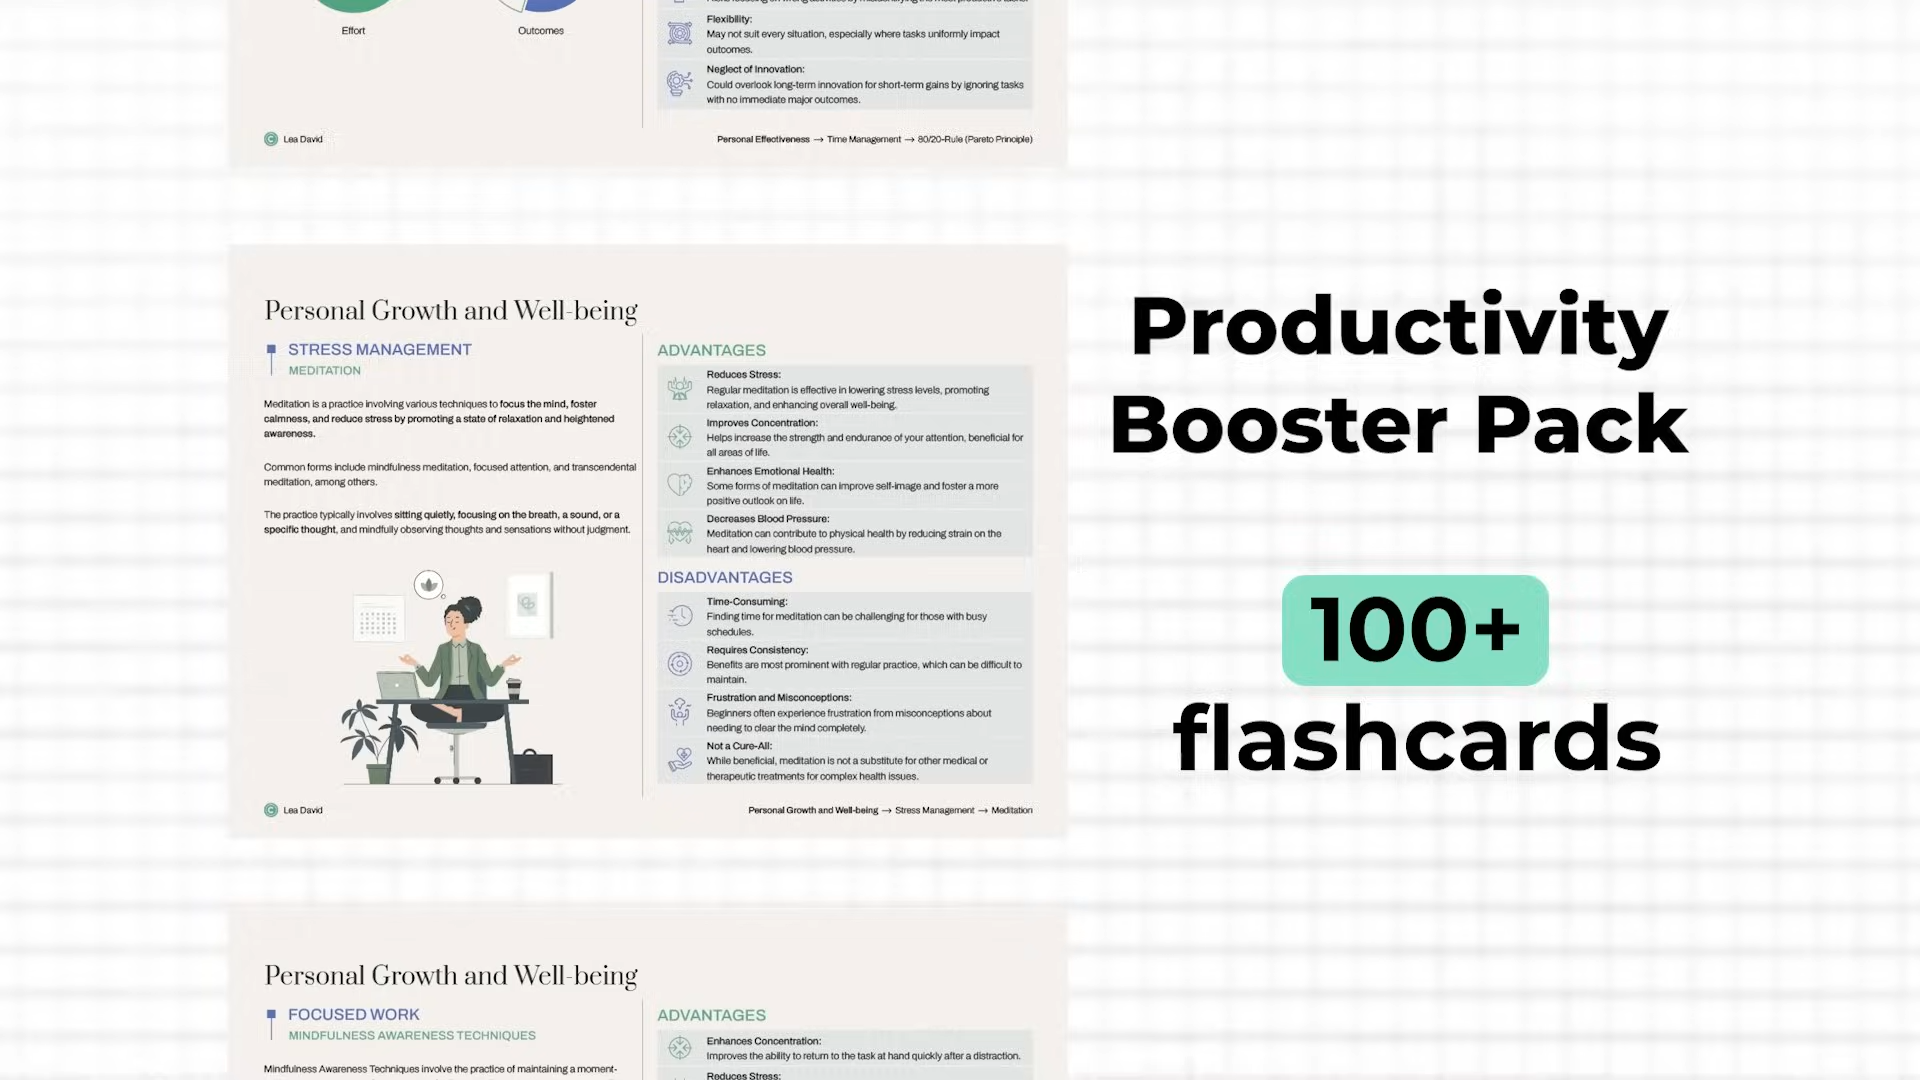 Effort
Outcomes
Flexibility:
May not suit every situation, especially where tasks uniformly impact
outcomes.
Neglect of Innovation:
Could overlook long-term innovation for short-term gains by ignoring tasks
with no immediate major outcomes.
Lea David
Personal Effectiveness → Time Management → 80/20-Rule (Pareto Principle)
Personal Growth and Well-being
STRESS MANAGEMENT
MEDITATION
Meditation is a practice involving various techniques to focus the mind, foster
calmness, and reduce stress by promoting a state of relaxation and heightened
awareness.
Common forms include mindfulness meditation, focused attention, and transcendental
meditation, among others.
The practice typically involves sitting quietly, focusing on the breath, a sound, or a
specific thought, and mindfully observing thoughts and sensations without judgment.
ADVANTAGES
Reduces Stress:
Regular meditation is effective in lowering stress levels, promoting
relaxation, and enhancing overall well-being.
Improves Concentration:
Helps increase the strength and endurance of your attention, beneficial for
all areas of life.
Enhances Emotional Health:
Some forms of meditation can improve self-image and foster a more
positive outlook on life.
Decreases Blood Pressure:
Meditation can contribute to physical health by reducing strain on the
heart and lowering blood pressure.
DISADVANTAGES
Time-Consuming:
Finding time for meditation can be challenging for those with busy
schedules.
Requires Consistency:
Benefits are most prominent with regular practice, which can be difficult to
maintain.
Frustration and Misconceptions:
Beginners often experience frustration from misconceptions about
needing to clear the mind completely.
Not a Cure-All:
While beneficial, meditation is not a substitute for other medical or
therapeutic treatments for complex health issues.
Lea David
Personal Growth and Well-being → Stress Management → Meditation
Personal Growth and Well-being
FOCUSED WORK
MINDFULNESS AWARENESS TECHNIQUES
Mindfulness Awareness Techniques involve the practice of maintaining a moment-
ADVANTAGES
Enhances Concentration:
Improves the ability to return to the task at hand quickly after a distraction.
Reduces Stress:
Productivity
Booster Pack
100+
flashcards